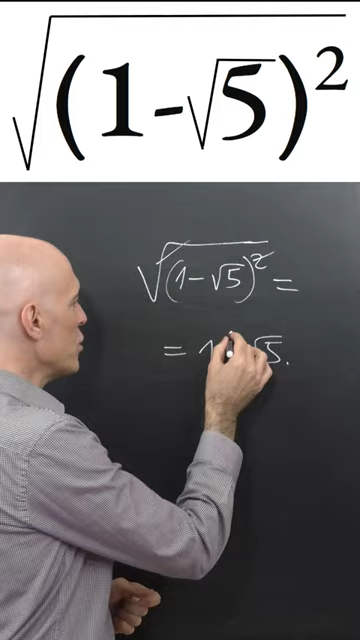 √(1-√5)²
√(1-√5)² =
= 1 √5.